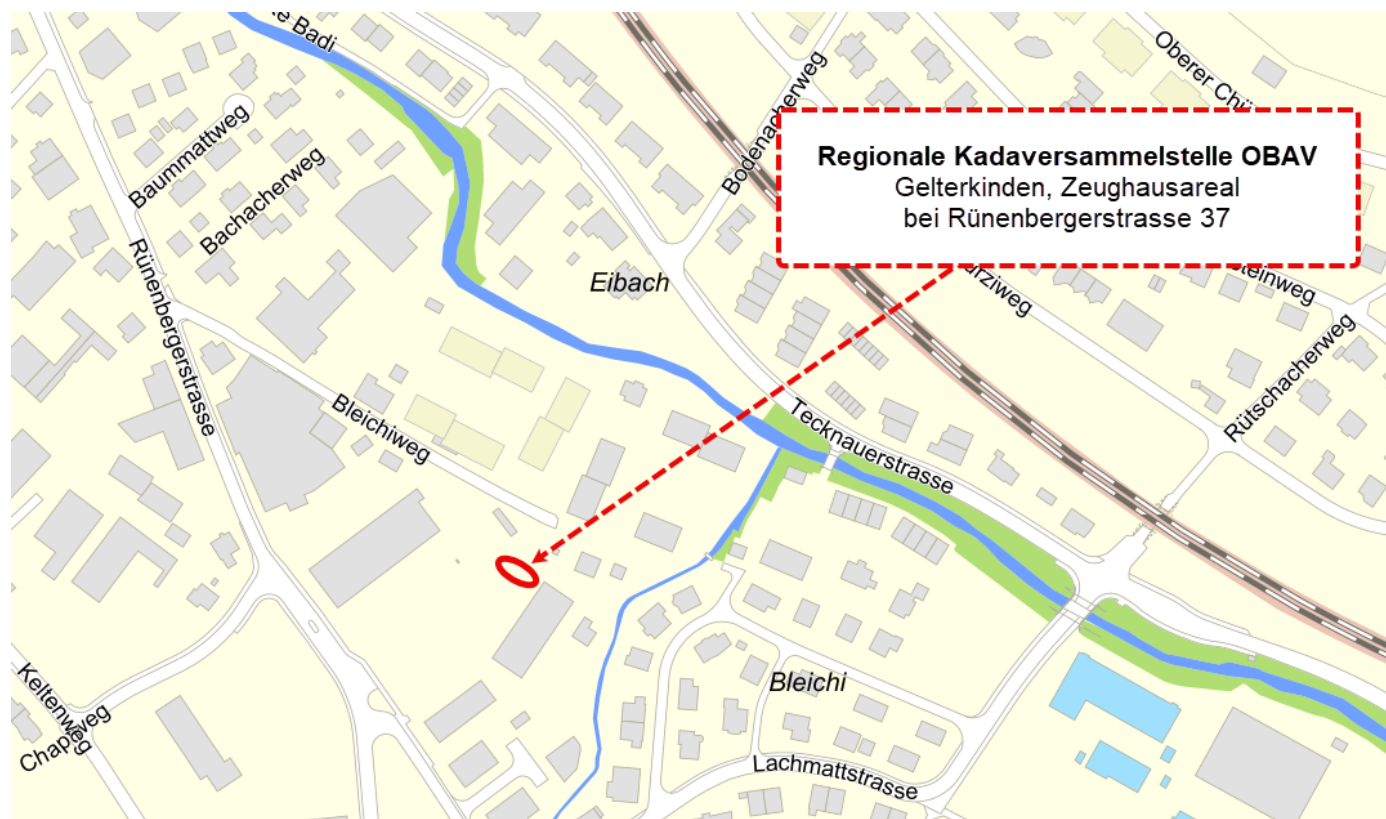 Badi
Oberer
Baummattweg
Bachacherweg
Bodenacherweg
Regionale Kadaversammelstelle OBAV
Gelterkinden, Zeughausareal
bei Rünenbergerstrasse 37
Eibach
Rünenbergerstrasse
Bleichiweg
Tecknauerstrasse
Rütschacherweg
Bleichi
Lachmattstrasse
Keltenweg